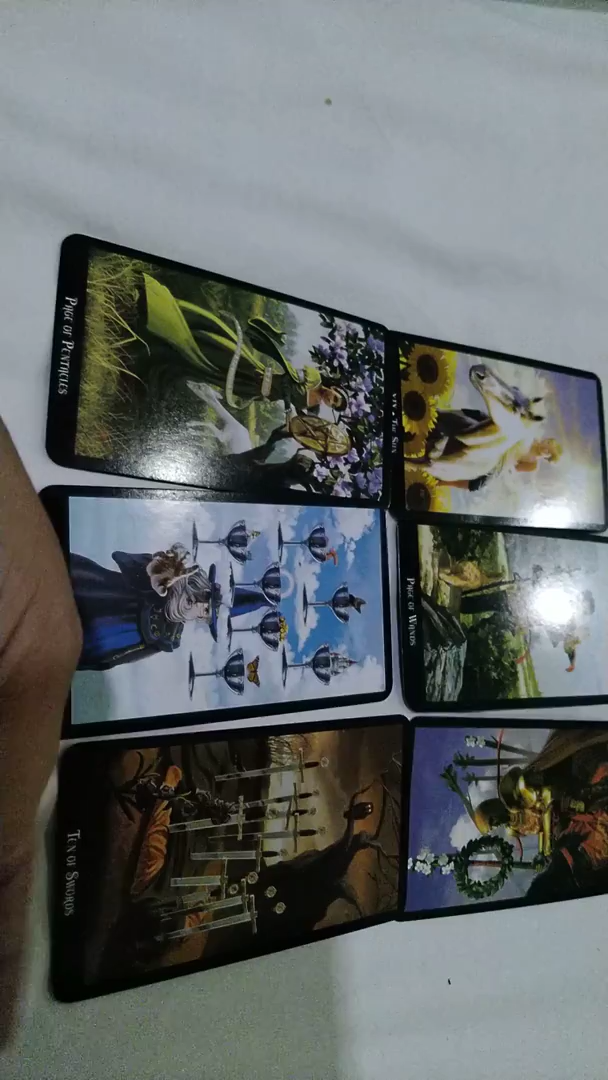 PAGE OF PENTACLES
XIX • THE SUN
PAGE OF WANDS
TEN OF SWORDS